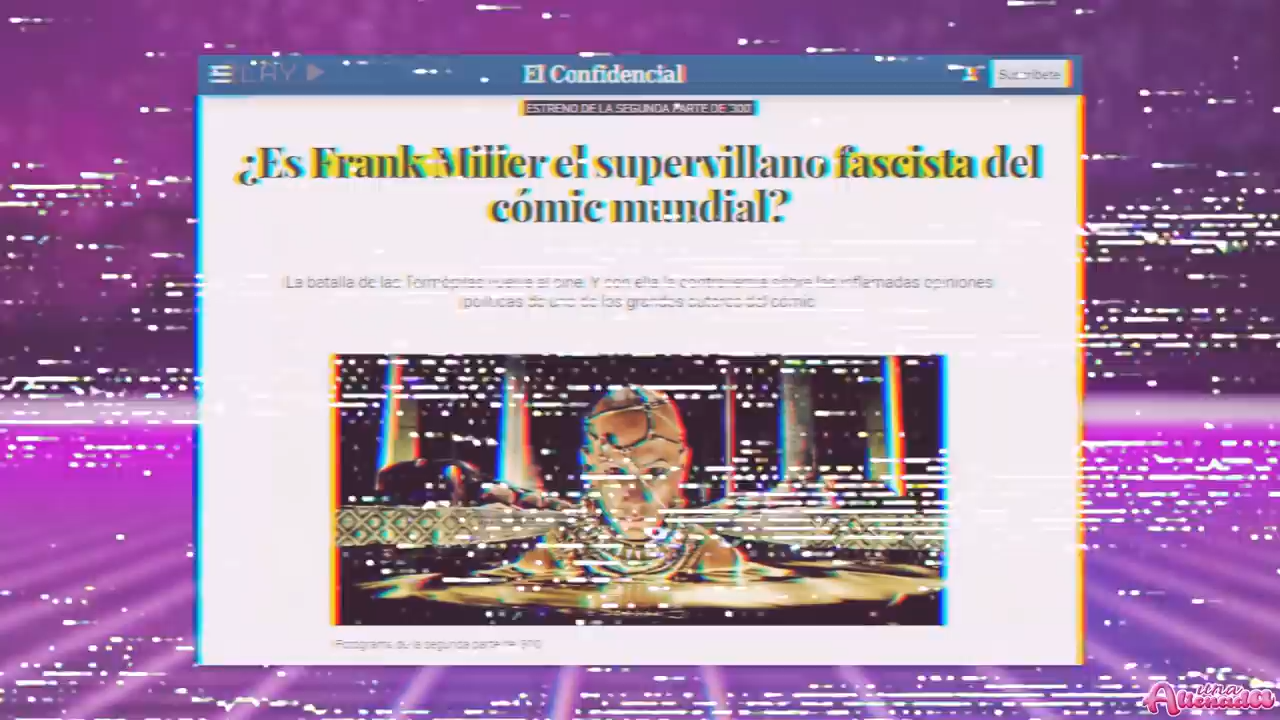 PLAY
El Confidencial
Suscríbete
ESTRENO DE LA SEGUNDA PARTE DE '300'
¿Es Frank Miller el supervillano fascista del
cómic mundial?
La batalla de las Termópilas vuelve al cine. Y con ella la controversia sobre las inflamadas opiniones
políticas de uno de los grandes autores del cómic
Fotograma de la segunda parte de '300'
una